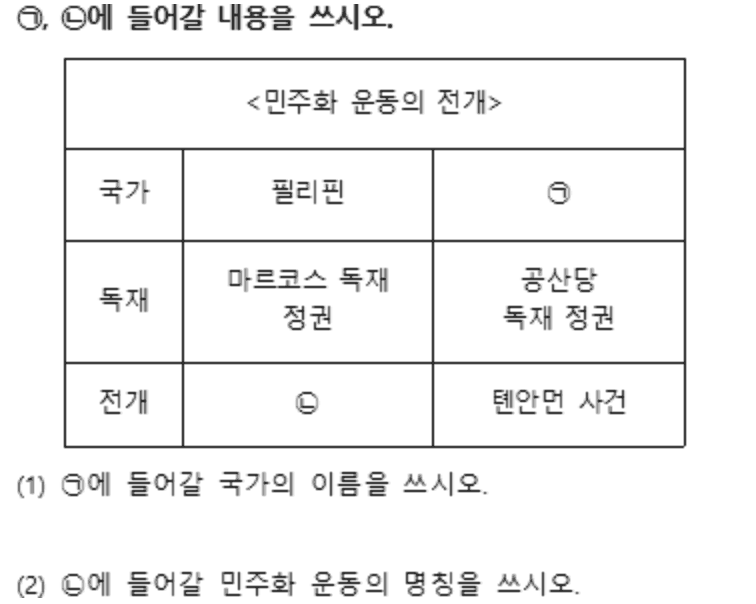 ㉠, ㉡에 들어갈 내용을 쓰시오.
<민주화 운동의 전개>
국가 필리핀 ㉠
독재 마르코스 독재 정권 공산당 독재 정권
전개 ㉡ 톈안먼 사건
(1) ㉠에 들어갈 국가의 이름을 쓰시오.
(2) ㉡에 들어갈 민주화 운동의 명칭을 쓰시오.